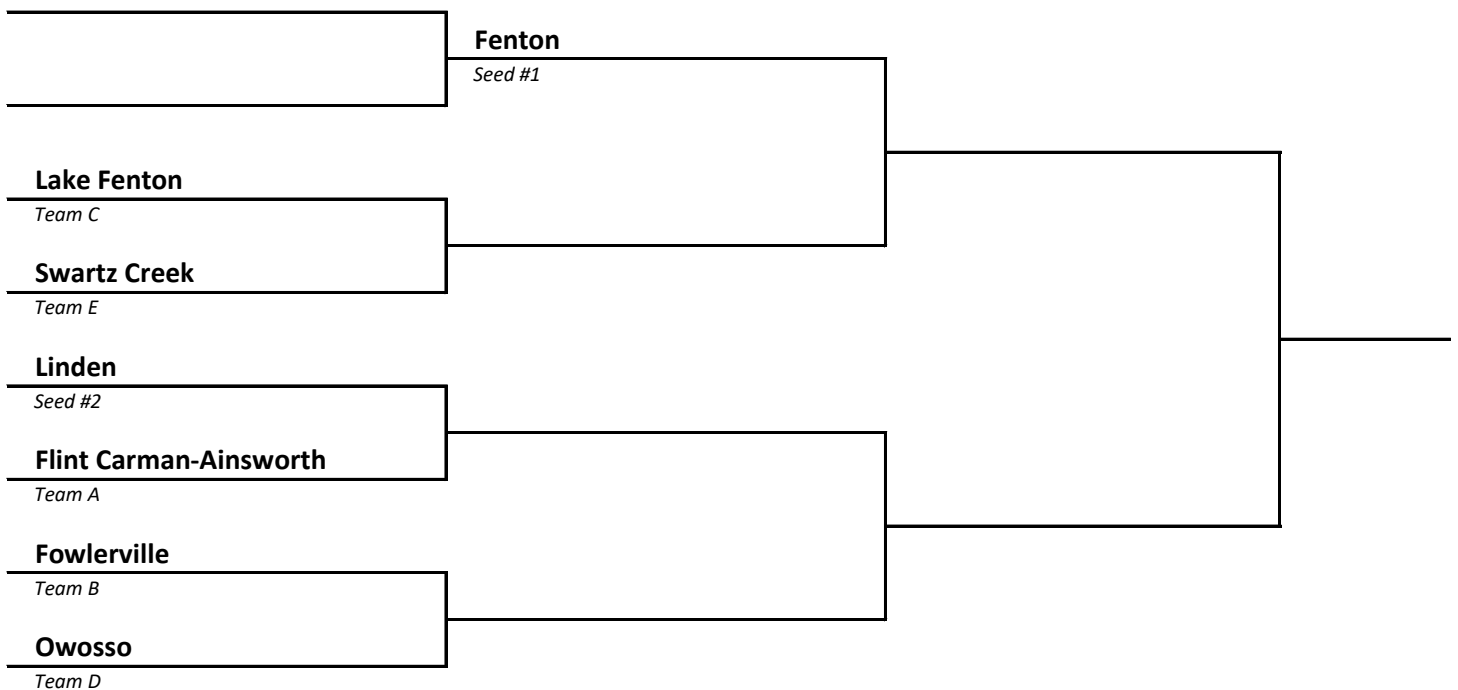 Fenton
Seed #1
Lake Fenton
Team C
Swartz Creek
Team E
Linden
Seed #2
Flint Carman-Ainsworth
Team A
Fowlerville
Team B
Owosso
Team D